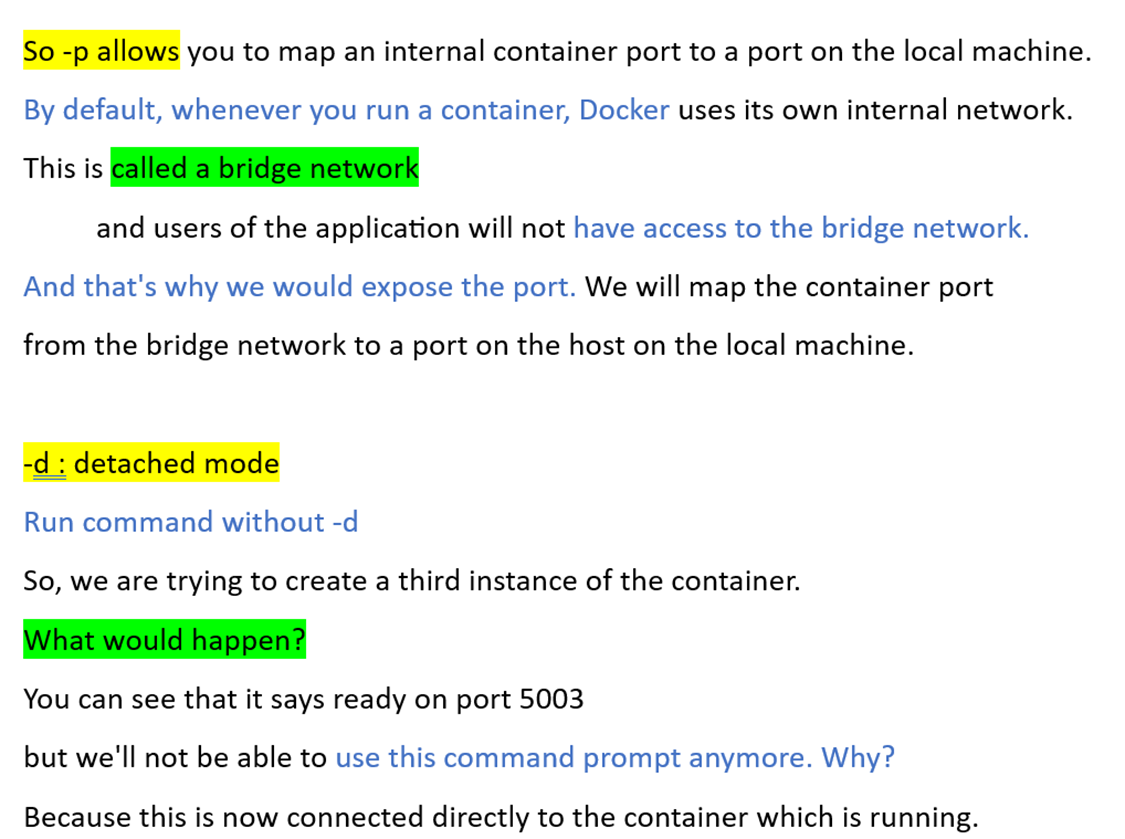 So -p allows you to map an internal container port to a port on the local machine.
By default, whenever you run a container, Docker uses its own internal network.
This is called a bridge network
and users of the application will not have access to the bridge network.
And that's why we would expose the port. We will map the container port
from the bridge network to a port on the host on the local machine.
-d : detached mode
Run command without -d
So, we are trying to create a third instance of the container.
What would happen?
You can see that it says ready on port 5003
but we'll not be able to use this command prompt anymore. Why?
Because this is now connected directly to the container which is running.